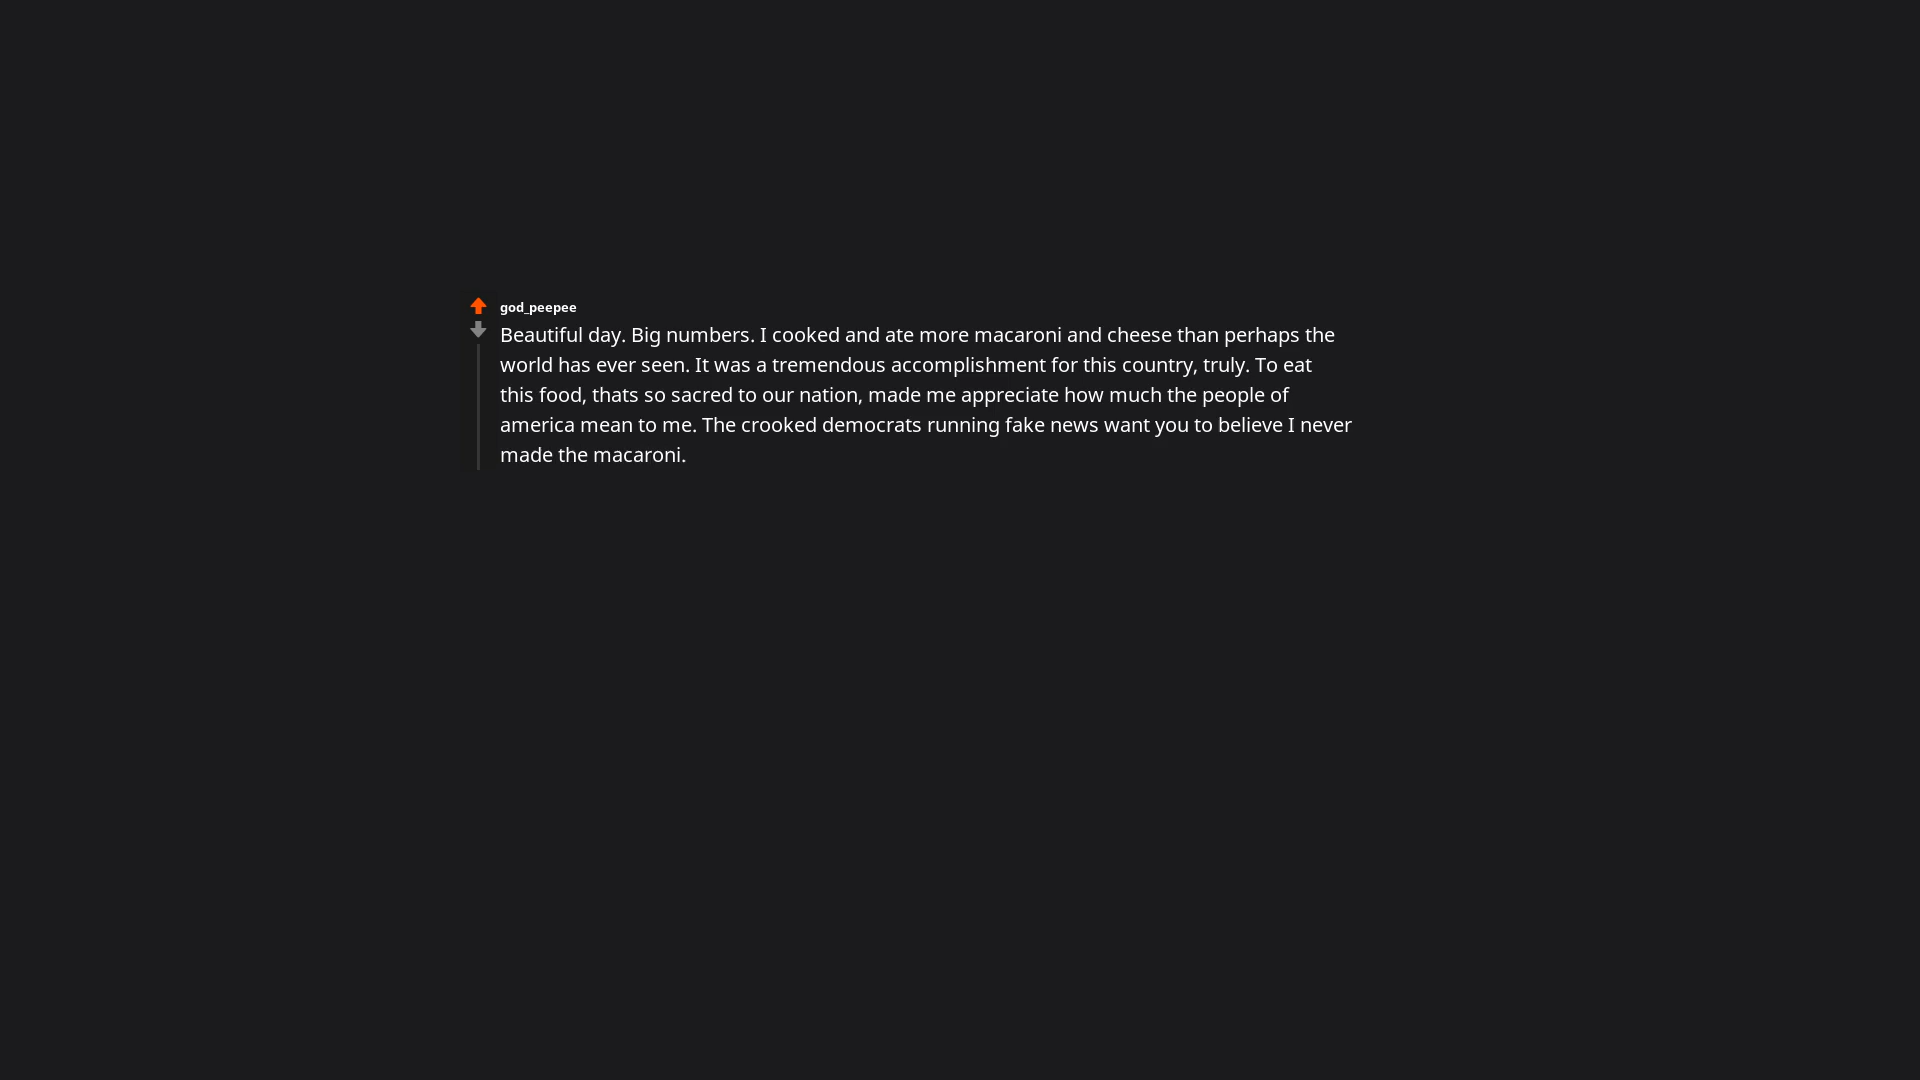 god_peepee
Beautiful day. Big numbers. I cooked and ate more macaroni and cheese than perhaps the
world has ever seen. It was a tremendous accomplishment for this country, truly. To eat
this food, thats so sacred to our nation, made me appreciate how much the people of
america mean to me. The crooked democrats running fake news want you to believe I never
made the macaroni.